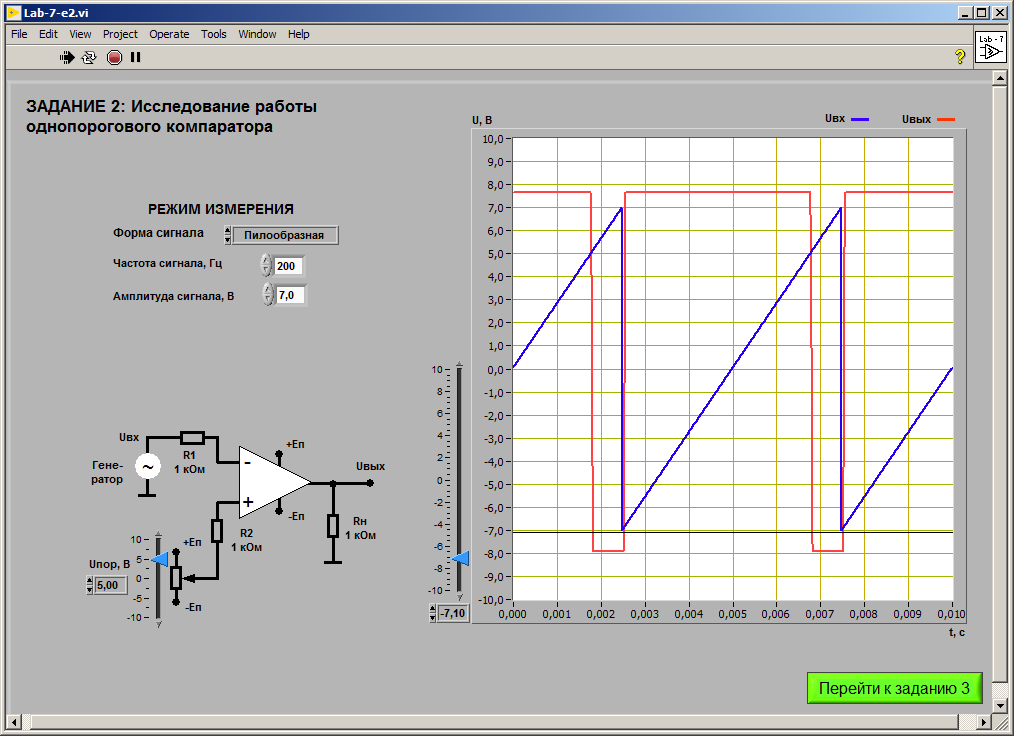 Lab-7-e2.vi
File Edit View Project Operate Tools Window Help
Lab - 7
?
ЗАДАНИЕ 2: Исследование работы
однопорогового компаратора
РЕЖИМ ИЗМЕРЕНИЯ
Форма сигнала Пилообразная
Частота сигнала, Гц 200
Амплитуда сигнала, В 7,0
U, В Uвх Uвых
10,0
9,0
8,0
7,0
6,0
5,0
4,0
3,0
2,0
1,0
0,0
-1,0
-2,0
-3,0
-4,0
-5,0
-6,0
-7,0
-8,0
-9,0
-10,0
0,000 0,001 0,002 0,003 0,004 0,005 0,006 0,007 0,008 0,009 0,010
t, c
10
8
6
4
2
0
-2
-4
-6
-8
-10
-7,10
Uвх
R1
1 кОм
Гене-
ратор
~
-
+
+Еп
-Еп
Uвых
Rн
1 кОм
R2
1 кОм
+Еп
-Еп
Uпор, В
5,00
10
5
0
-5
-10
Перейти к заданию 3